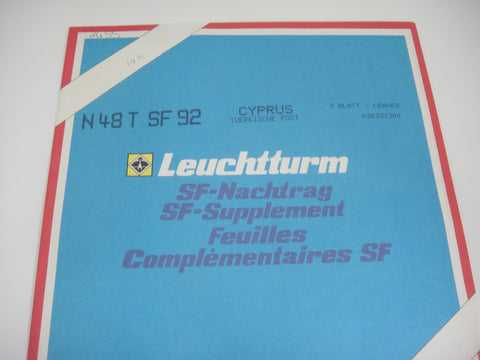 N48T SF 92
CYPRUS
TUERKISCHE POST
3 BLATT / LEAVES
Leuchtturm
SF-Nachtrag
SF-Supplement
Feuilles
Complémentaires SF